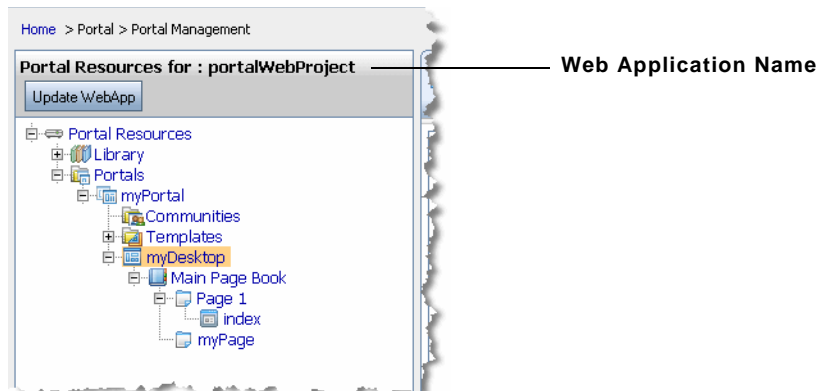 Home > Portal > Portal Management
Portal Resources for : portalWebProject
Web Application Name
Update WebApp
Portal Resources
Library
Portals
myPortal
Communities
Templates
myDesktop
Main Page Book
Page 1
index
myPage